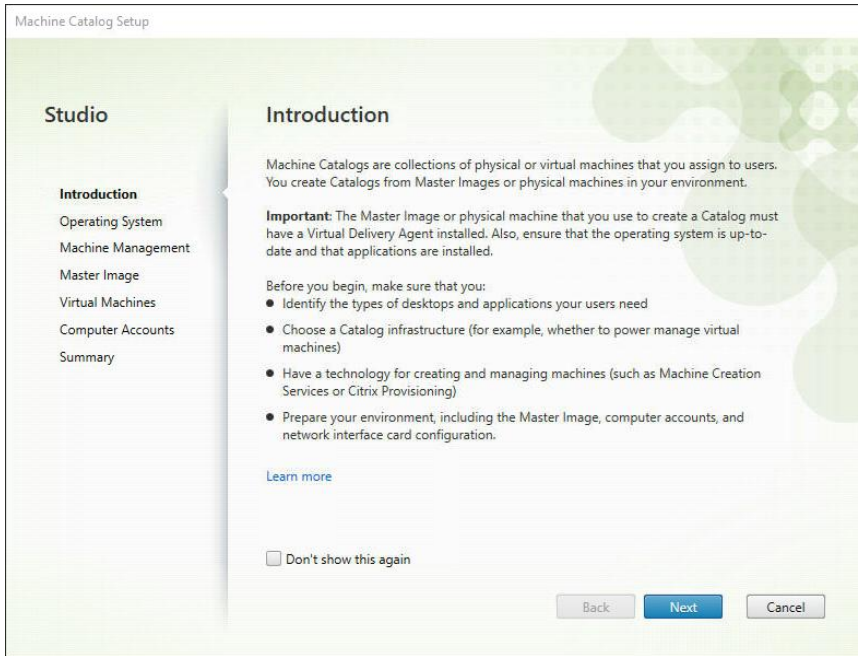 Machine Catalog Setup
Studio
Introduction
Operating System
Machine Management
Master Image
Virtual Machines
Computer Accounts
Summary
Introduction
Machine Catalogs are collections of physical or virtual machines that you assign to users.
You create Catalogs from Master Images or physical machines in your environment.
Important: The Master Image or physical machine that you use to create a Catalog must
have a Virtual Delivery Agent installed. Also, ensure that the operating system is up-to-
date and that applications are installed.
Before you begin, make sure that you:
● Identify the types of desktops and applications your users need
● Choose a Catalog infrastructure (for example, whether to power manage virtual
machines)
● Have a technology for creating and managing machines (such as Machine Creation
Services or Citrix Provisioning)
● Prepare your environment, including the Master Image, computer accounts, and
network interface card configuration.
Learn more
Don't show this again
Back Next Cancel